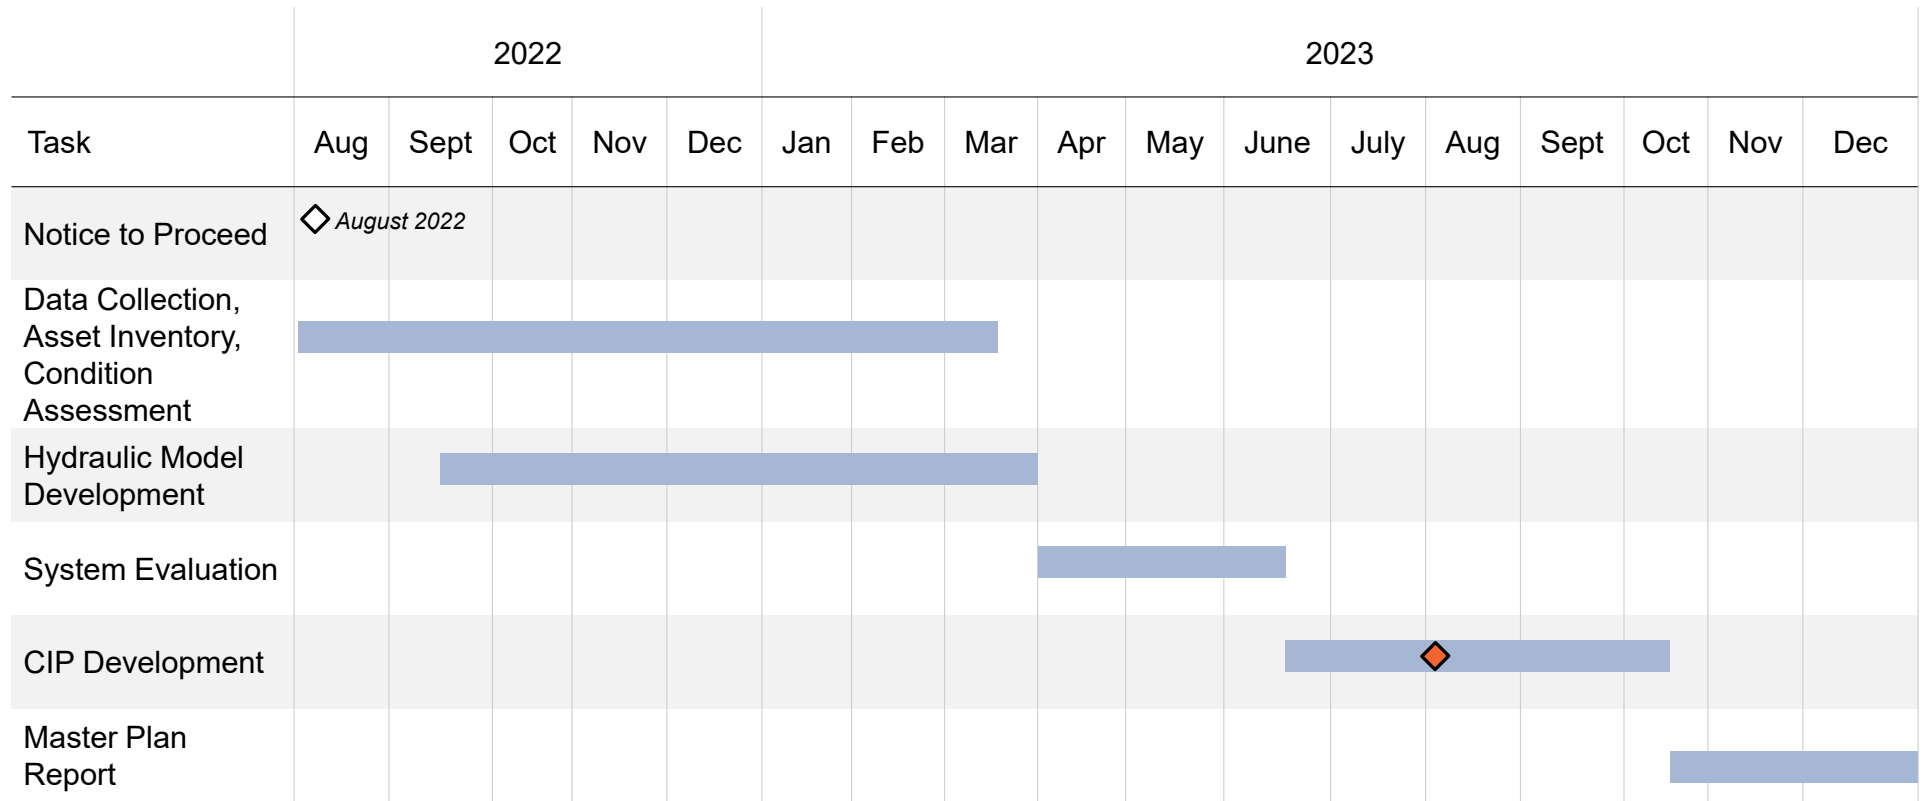 2022 2023
Task Aug Sept Oct Nov Dec Jan Feb Mar Apr May June July Aug Sept Oct Nov Dec
Notice to Proceed August 2022
Data Collection,
Asset Inventory,
Condition
Assessment
Hydraulic Model
Development
System Evaluation
CIP Development
Master Plan
Report